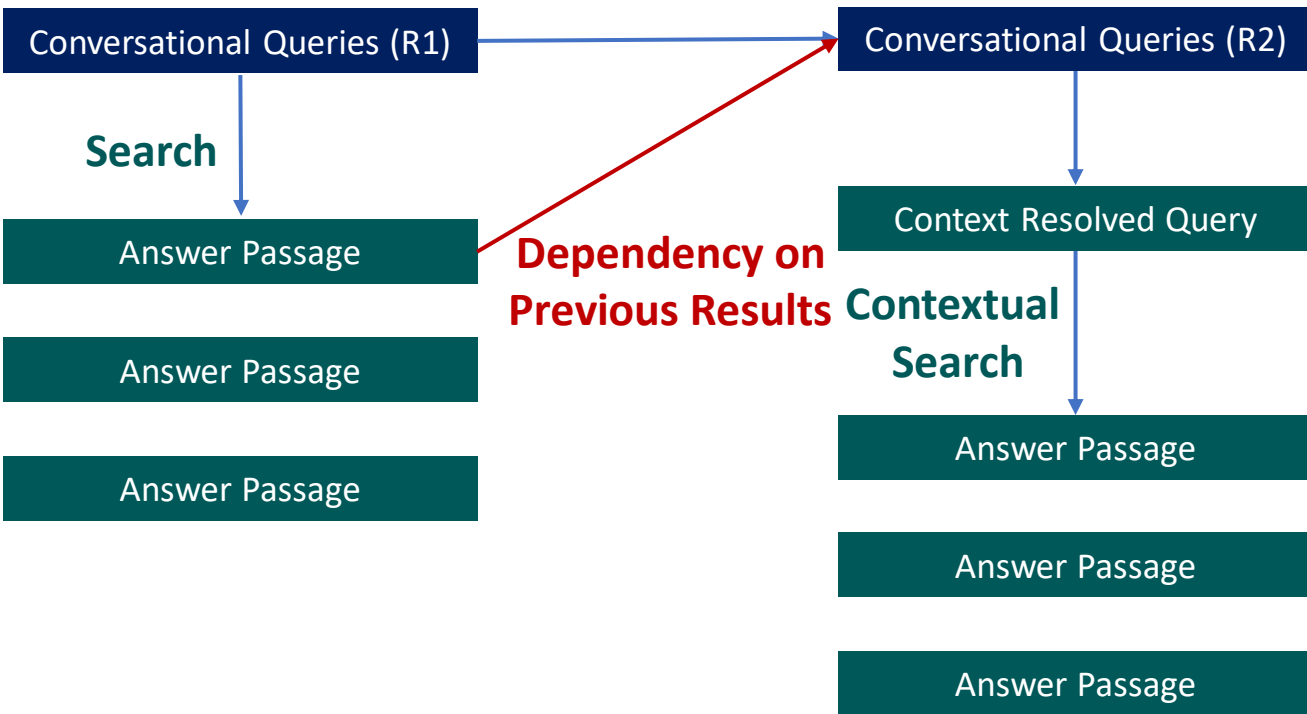 Conversational Queries (R1)
Search
Answer Passage
Answer Passage
Answer Passage
Dependency on
Previous Results
Conversational Queries (R2)
Context Resolved Query
Contextual
Search
Answer Passage
Answer Passage
Answer Passage